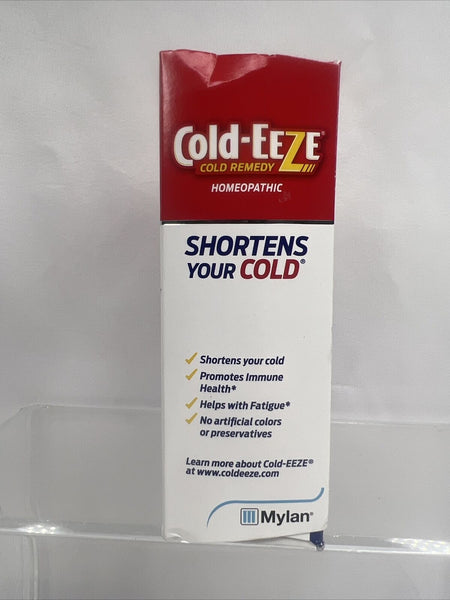 Cold-EEZE®
COLD REMEDY
HOMEOPATHIC
SHORTENS
YOUR COLD®
Shortens your cold
Promotes Immune
Health*
Helps with Fatigue*
No artificial colors
or preservatives
Learn more about Cold-EEZE®
at www.coldeeze.com
Mylan®